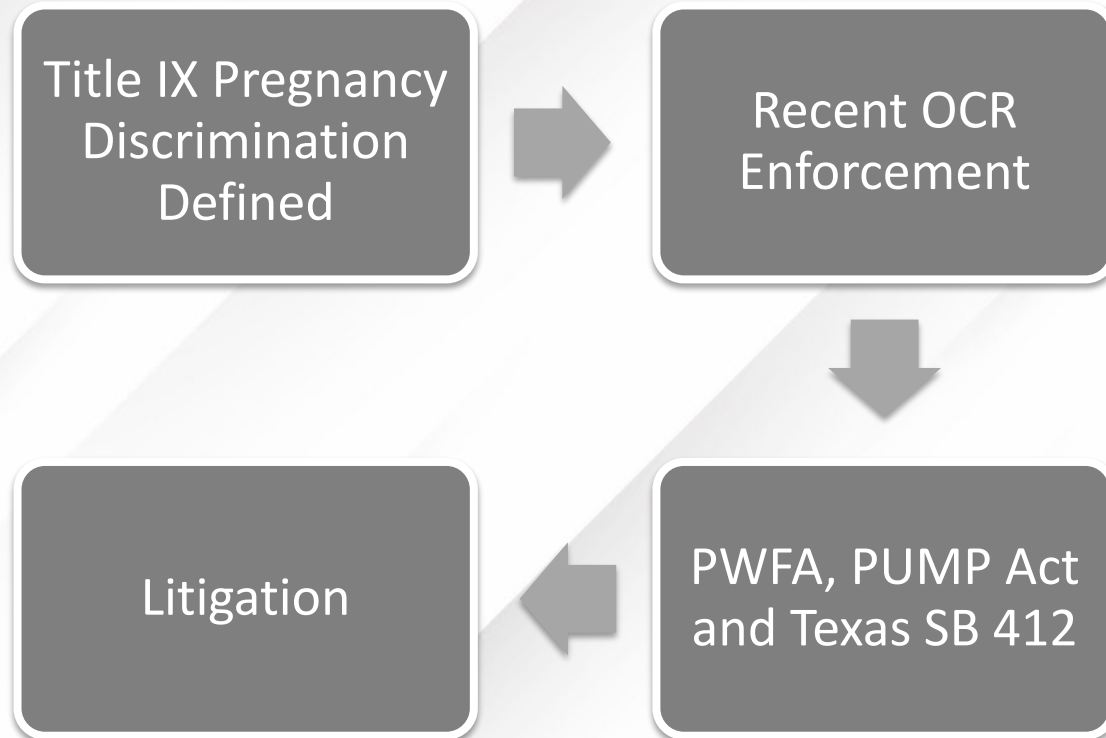 Title IX Pregnancy
Discrimination
Defined
Recent OCR
Enforcement
PWFA, PUMP Act
and Texas SB 412
Litigation